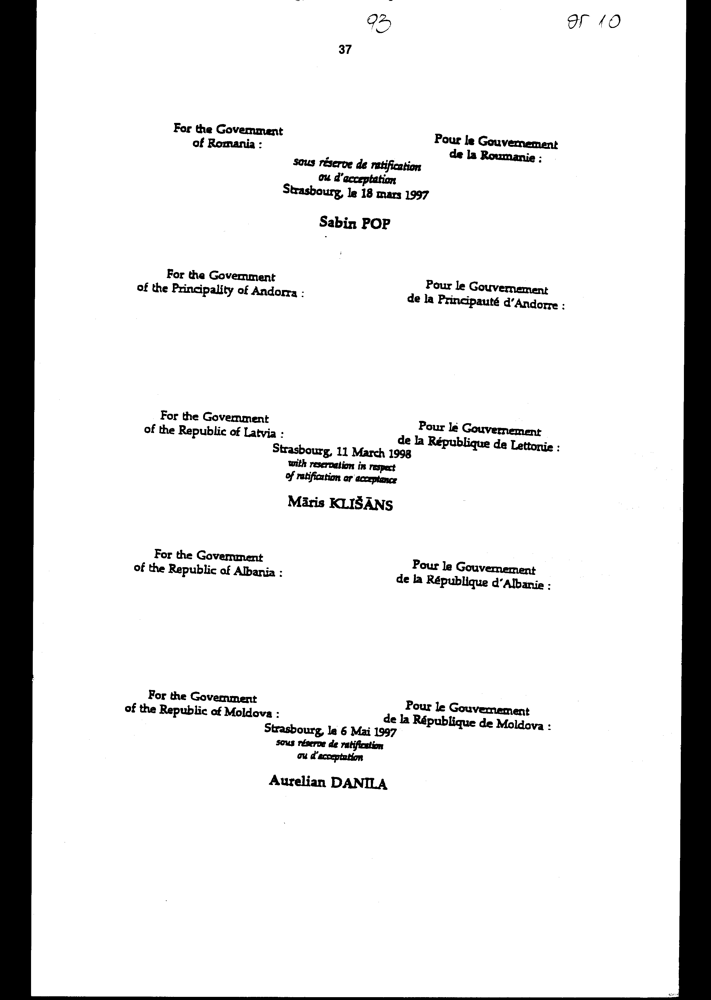 93
37
For the Government
of Romania :
Pour le Gouvernement
de la Roumanie :
sous réserve de ratification
ou d'acceptation
Strasbourg, le 18 mars 1997
Sabin POP
For the Government
of the Principality of Andorra :
Pour le Gouvernement
de la Principauté d'Andorre :
For the Government
of the Republic of Latvia :
Pour le Gouvernement
de la République de Lettonie :
Strasbourg, 11 March 1998
with reservation in respect
of ratification or acceptance
Māris KLIŠĀNS
For the Government
of the Republic of Albania :
Pour le Gouvernement
de la République d'Albanie :
For the Government
of the Republic of Moldova :
Pour le Gouvernement
de la République de Moldova :
Strasbourg, le 6 Mai 1997
sous réserve de ratification
ou d'acceptation
Aurelian DANILA